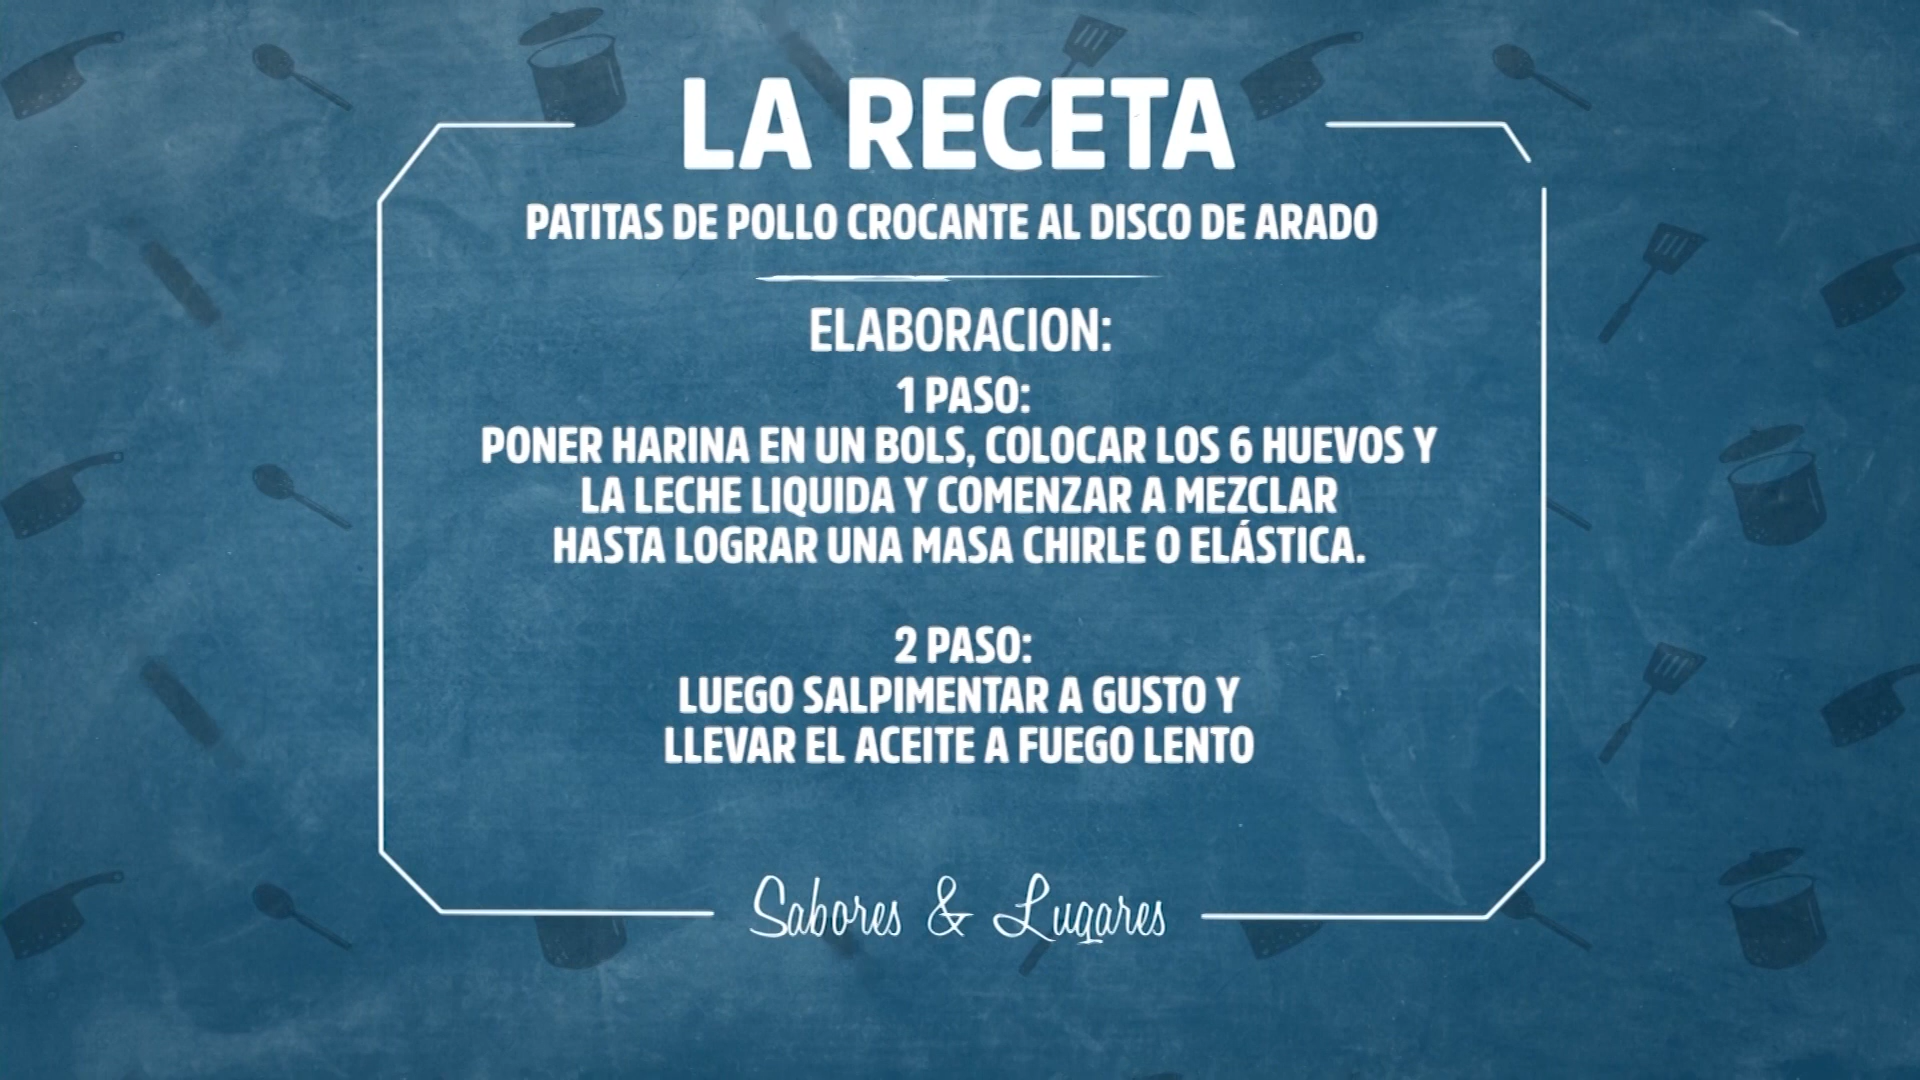 LA RECETA
PATITAS DE POLLO CROCANTE AL DISCO DE ARADO
ELABORACION:
1 PASO:
PONER HARINA EN UN BOLS, COLOCAR LOS 6 HUEVOS Y
LA LECHE LIQUIDA Y COMENZAR A MEZCLAR
HASTA LOGRAR UNA MASA CHIRLE O ELÁSTICA.
2 PASO:
LUEGO SALPIMENTAR A GUSTO Y
LLEVAR EL ACEITE A FUEGO LENTO
Sabores & Lugares